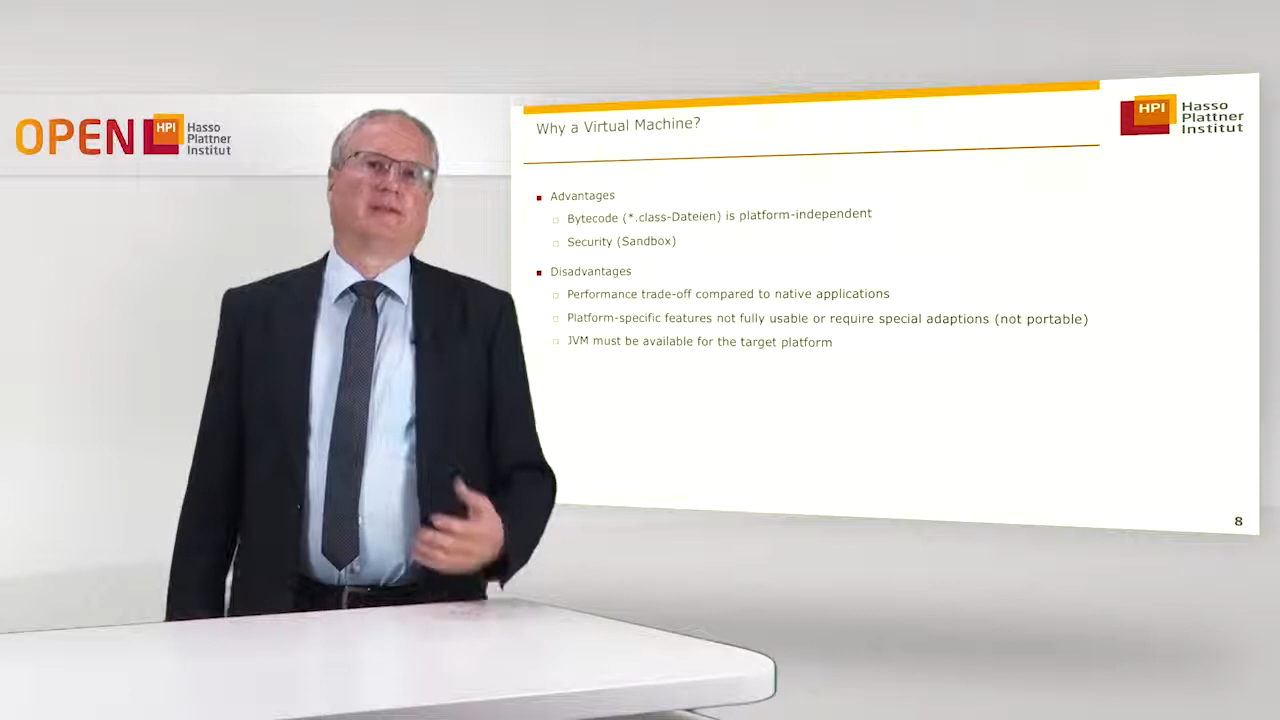 OPEN HPI Hasso
Plattner
Institut
Why a Virtual Machine?
HPI Hasso
Plattner
Institut
Advantages
Bytecode (*.class-Dateien) is platform-independent
Security (Sandbox)
Disadvantages
Performance trade-off compared to native applications
Platform-specific features not fully usable or require special adaptions (not portable)
JVM must be available for the target platform
8